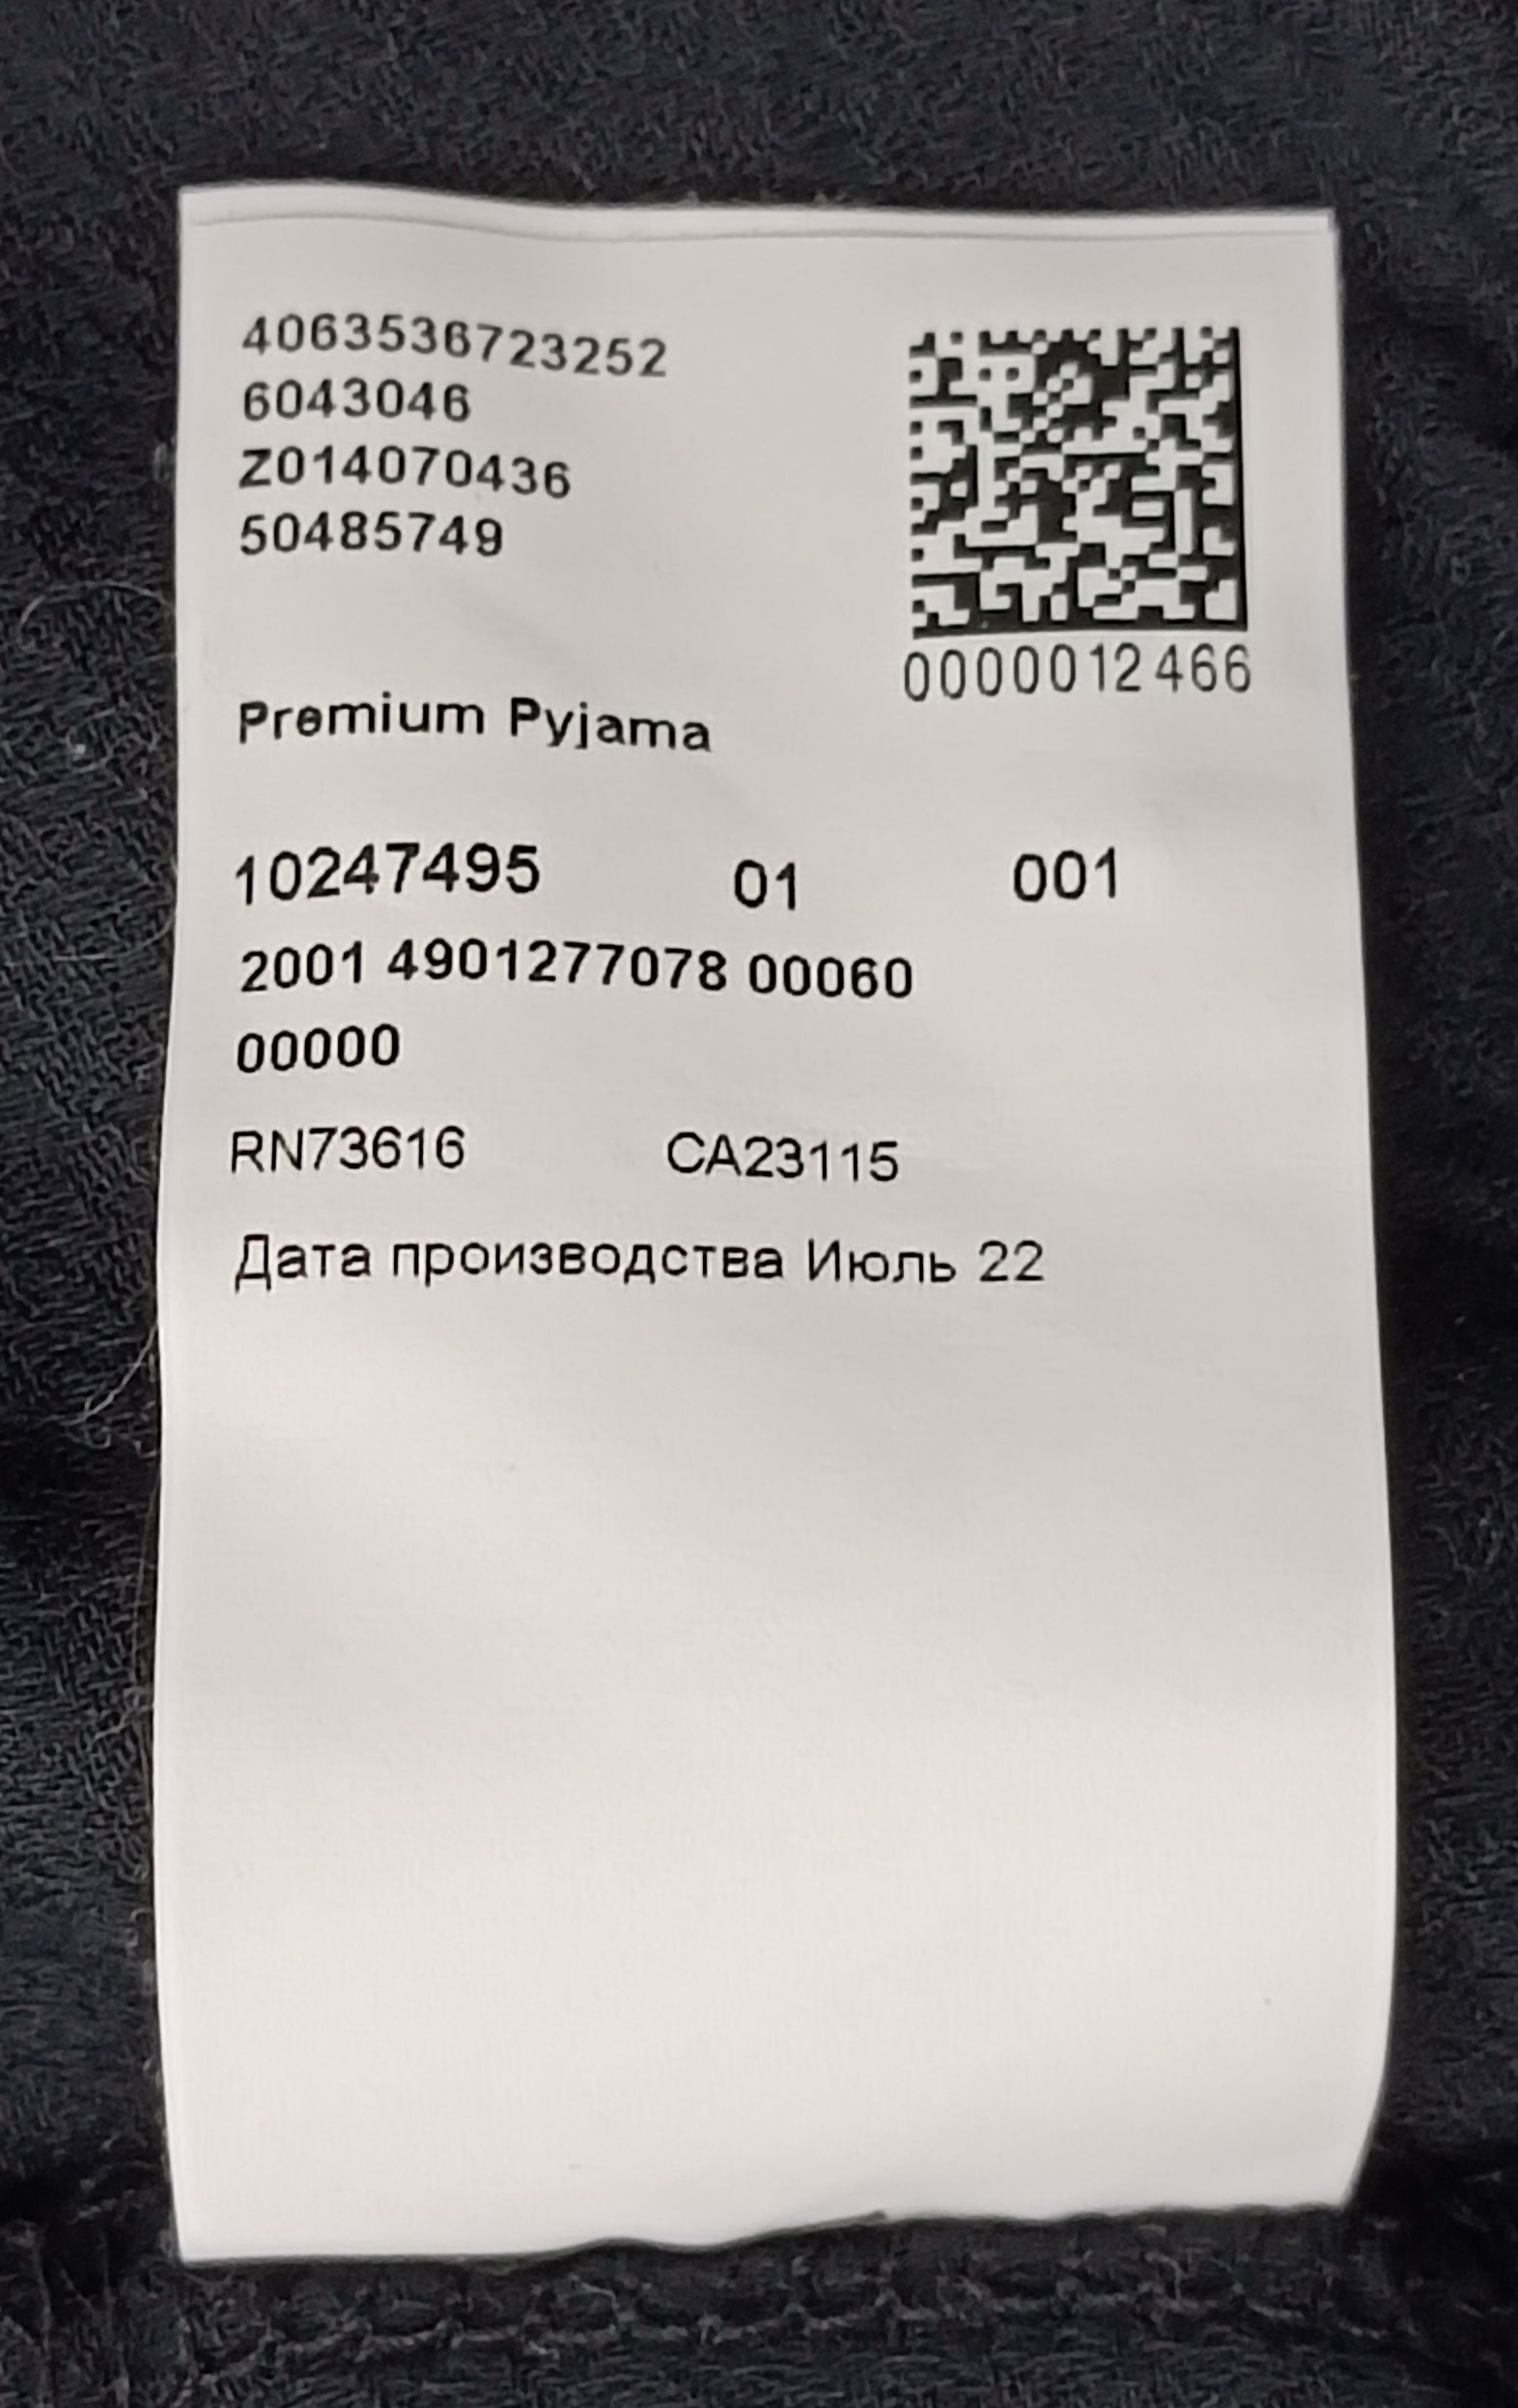 4063536723252
6043046
Z014070436
50485749
0000012466
Premium Pyjama
10247495 01 001
2001 4901277078 00060
00000
RN73616 CA23115
Дата производства Июль 22